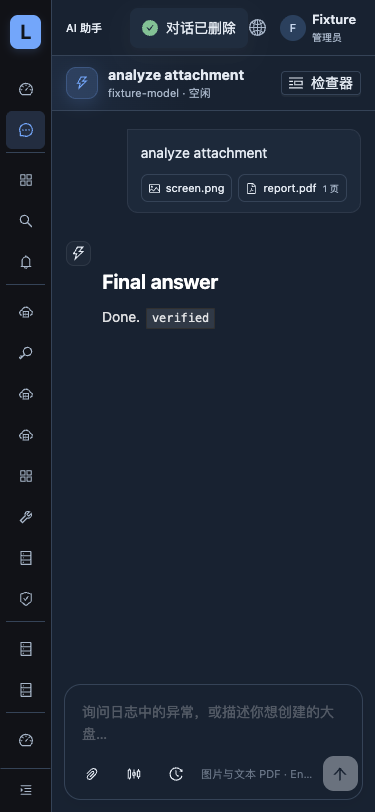 L
AI 助手
对话已删除
F
Fixture
管理员
analyze attachment
fixture-model · 空闲
检查器
analyze attachment
screen.png
report.pdf 1 页
Final answer
Done. verified
询问日志中的异常，或描述你想创建的大
盘...
图片与文本 PDF · En...